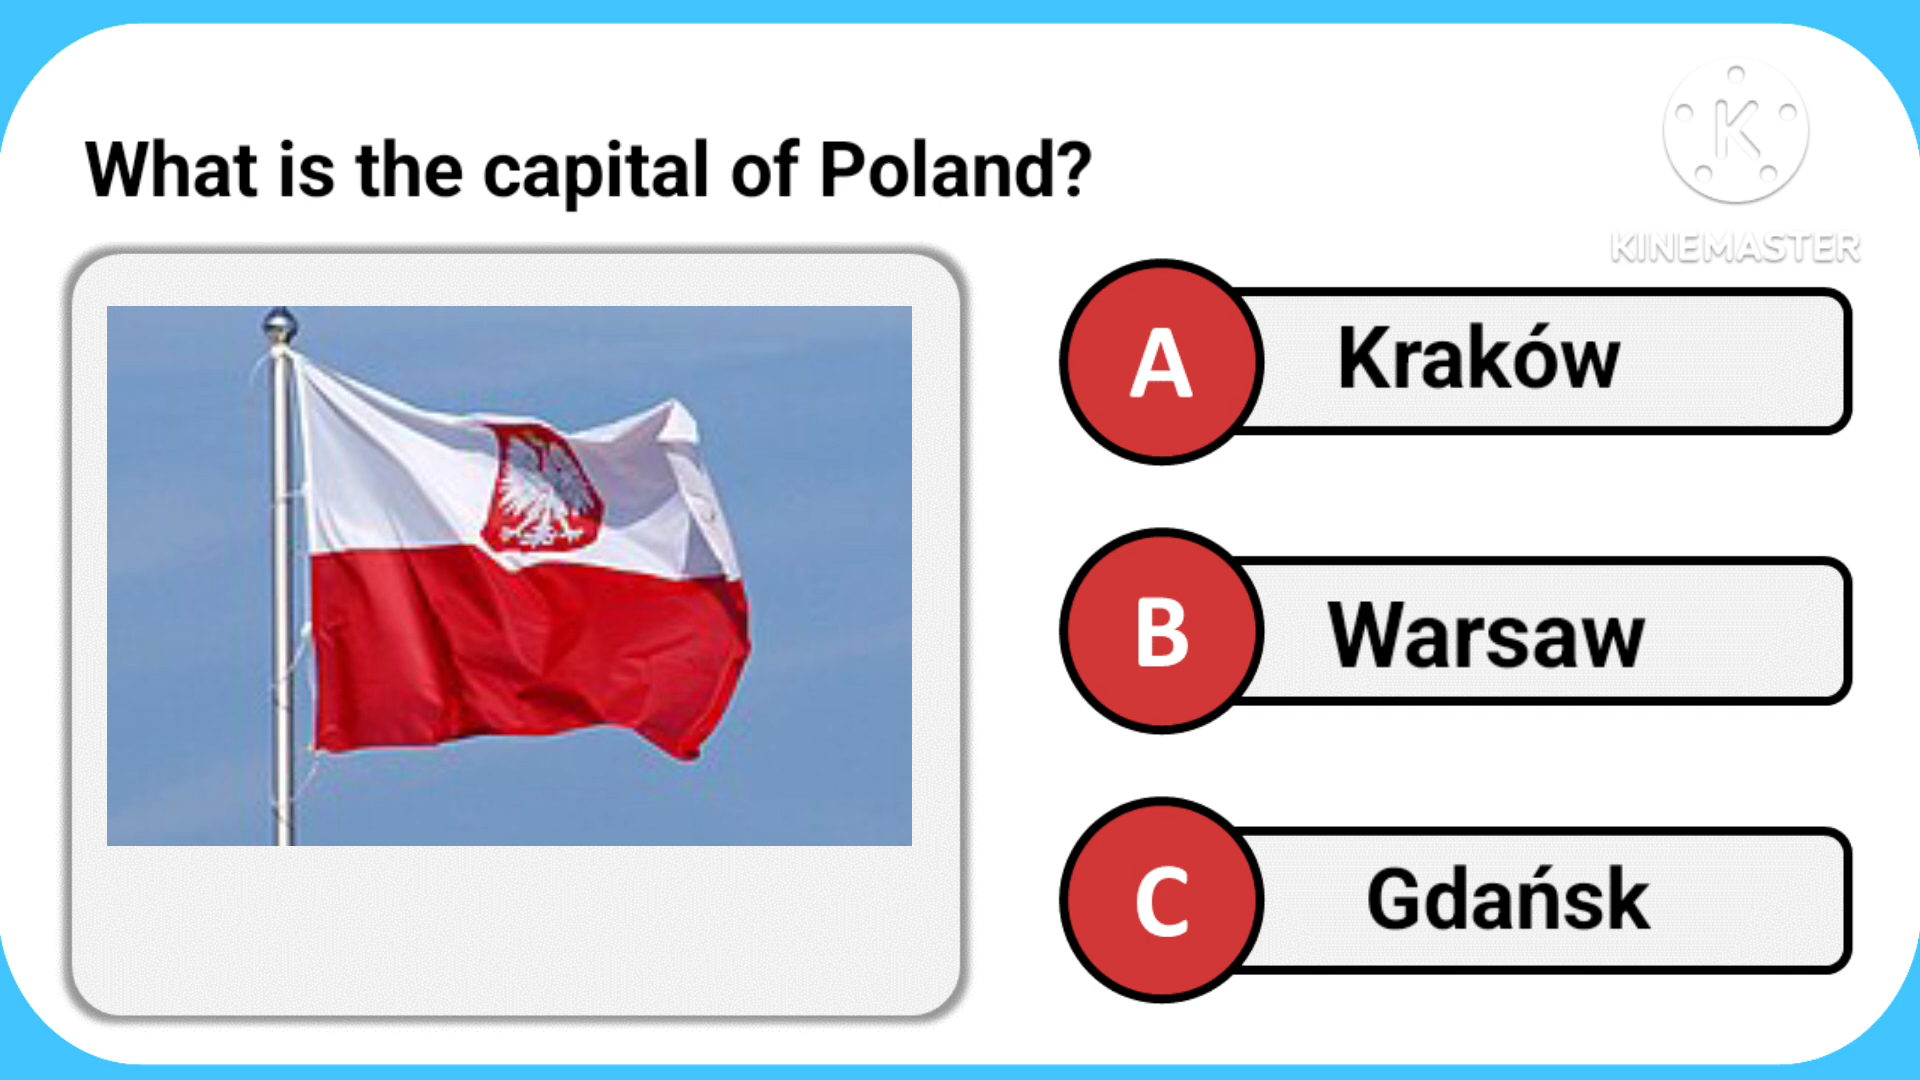 What is the capital of Poland?
K
KINEMASTER
A Kraków
B Warsaw
C Gdańsk